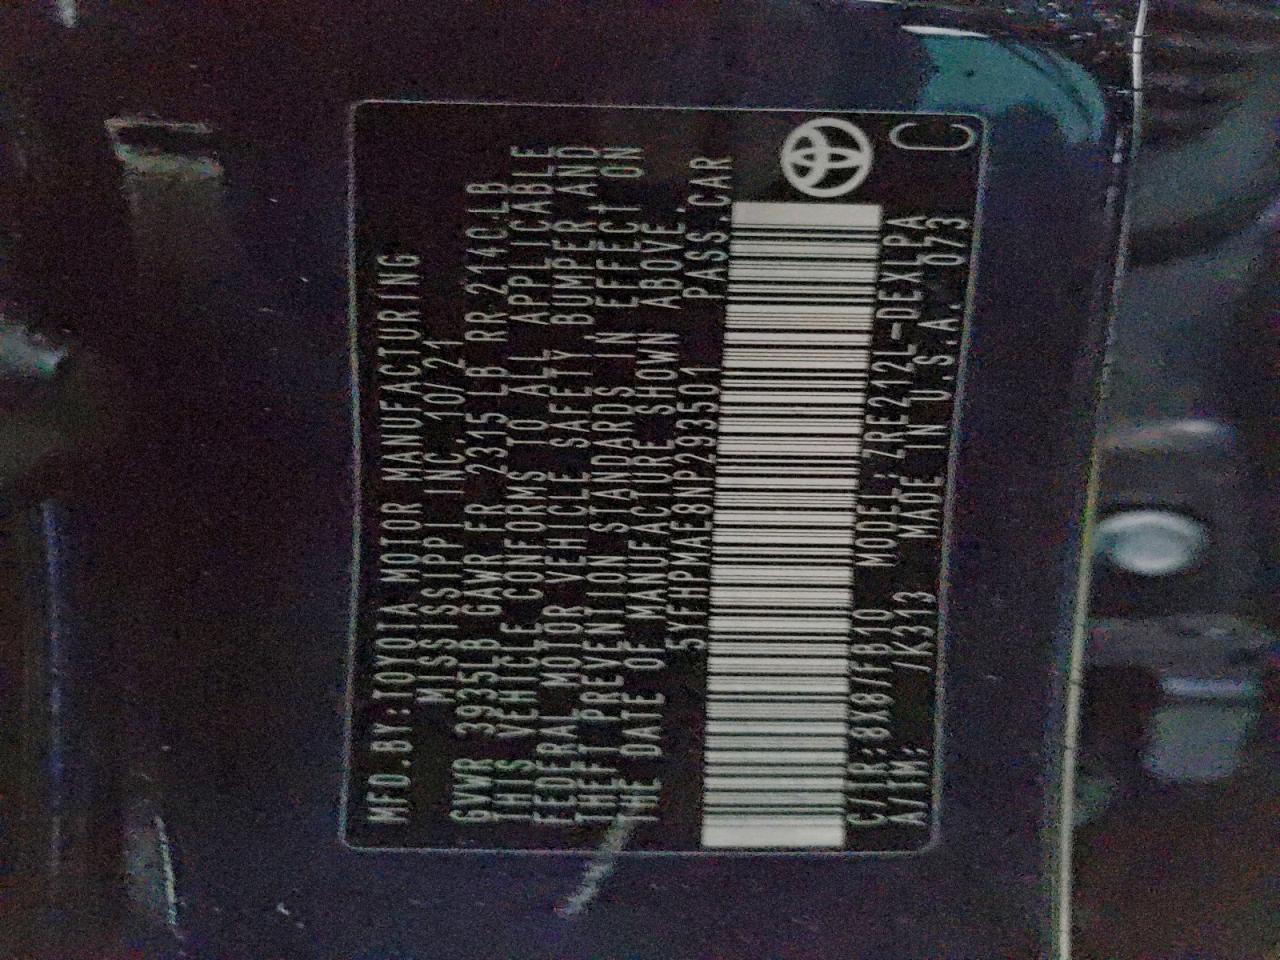 MFD.BY:TOYOTA MOTOR MANUFACTURING
MISSISSIPPI INC. 10/21
GVWR 3935LB GAWR FR 2315 LB RR 2140LB
THIS VEHICLE CONFORMS TO ALL APPLICABLE
FEDERAL MOTOR VEHICLE SAFETY, BUMPER, AND
THEFT PREVENTION STANDARDS IN EFFECT ON
THE DATE OF MANUFACTURE SHOWN ABOVE.
5YFHPMAE8NP293501 PASS.CAR
C/TR:8X8/FB10 MODEL:ZRE212L-DEXLPA
A/TM: /K313 MADE IN U.S.A. 073
C